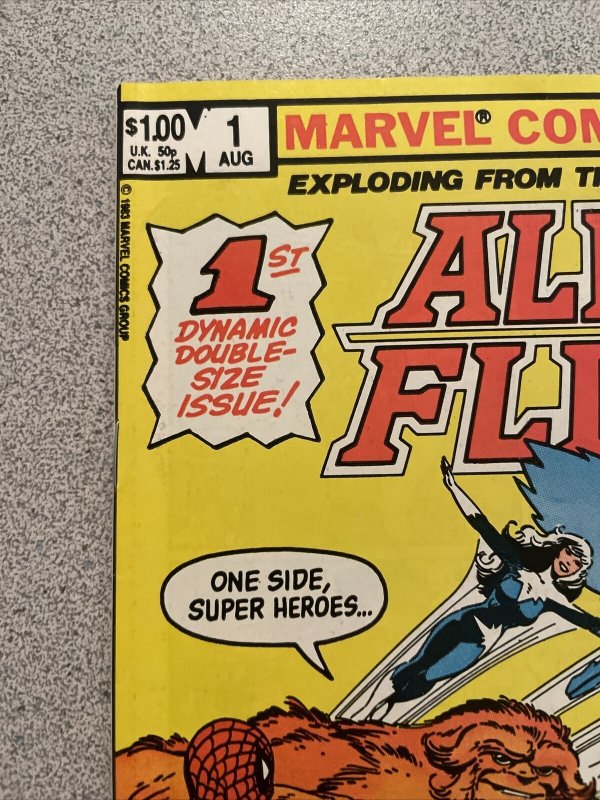 $1.00 M 1
U.K. 50p
CAN.$1.25 AUG
MARVEL® COM
EXPLODING FROM TH
© 1983 MARVEL COMICS GROUP
1ST
DYNAMIC
DOUBLE-
SIZE
ISSUE!
AL
FLI
ONE SIDE,
SUPER HEROES...